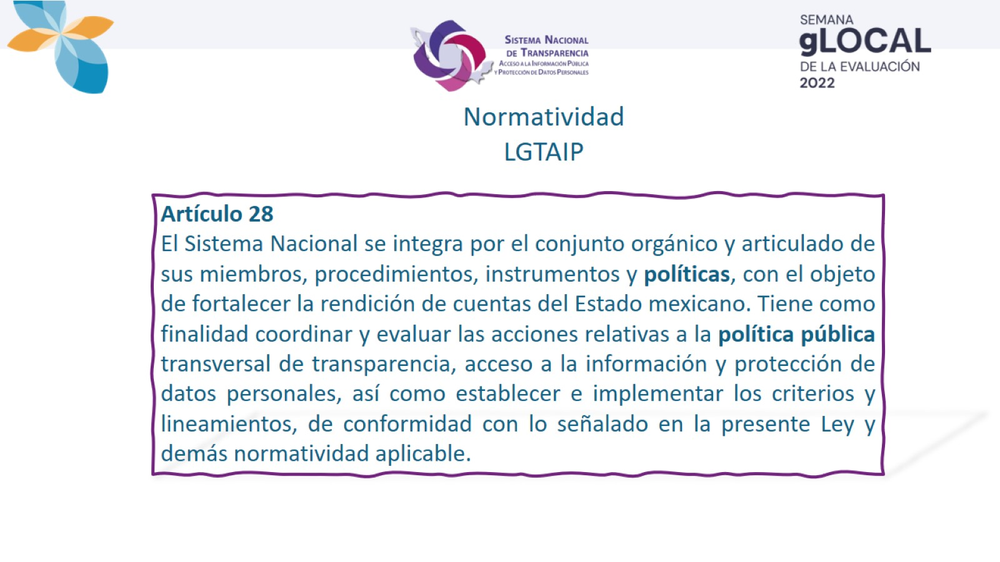 SISTEMA NACIONAL
DE TRANSPARENCIA
ACCESO A LA INFORMACIÓN PÚBLICA
Y PROTECCIÓN DE DATOS PERSONALES
SEMANA
gLOCAL
DE LA EVALUACIÓN
2022
Normatividad
LGTAIP
Artículo 28
El Sistema Nacional se integra por el conjunto orgánico y articulado de
sus miembros, procedimientos, instrumentos y políticas, con el objeto
de fortalecer la rendición de cuentas del Estado mexicano. Tiene como
finalidad coordinar y evaluar las acciones relativas a la política pública
transversal de transparencia, acceso a la información y protección de
datos personales, así como establecer e implementar los criterios y
lineamientos, de conformidad con lo señalado en la presente Ley y
demás normatividad aplicable.